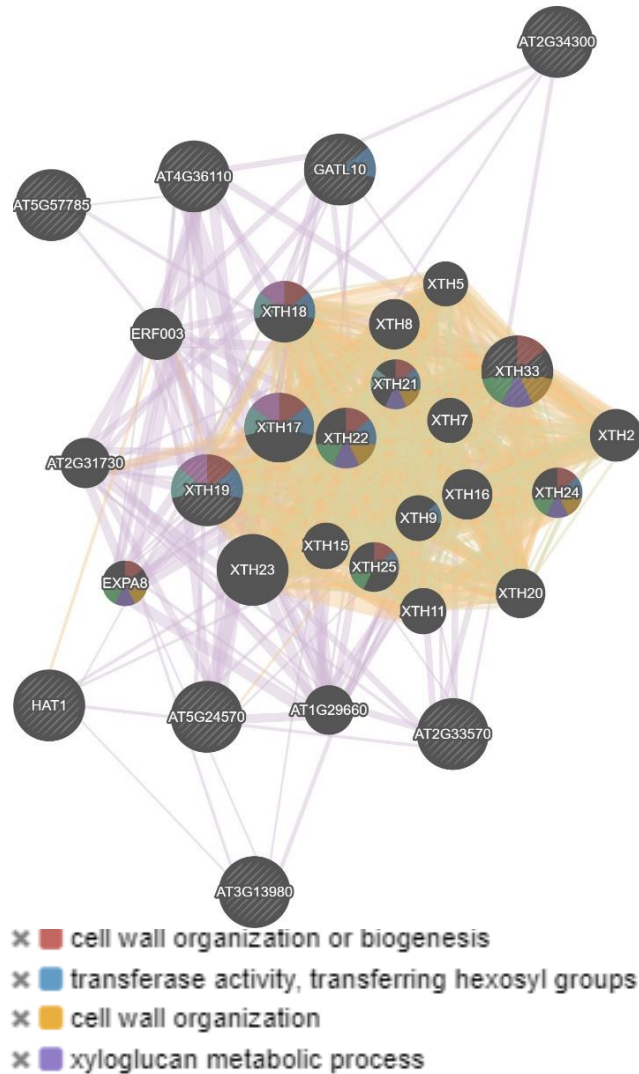 AT2G34300
AT4G36110
GATL10
AT5G57785
XTH5
XTH18
XTH8
ERF003
XTH33
XTH21
XTH7
XTH17
XTH22
XTH2
AT2G31730
XTH19
XTH16
XTH24
XTH9
XTH15
XTH23
XTH25
EXPA8
XTH20
XTH11
HAT1
AT5G24570
AT1G29660
AT2G33570
AT3G13980
cell wall organization or biogenesis
transferase activity, transferring hexosyl groups
cell wall organization
xyloglucan metabolic process